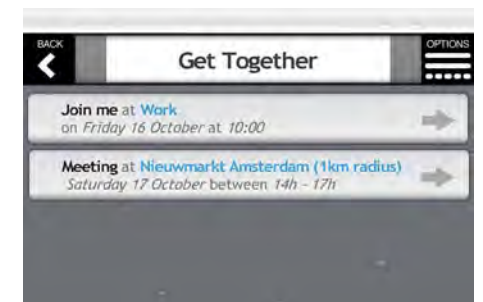 BACK
Get Together
OPTIONS
Join me at Work
on Friday 16 October at 10:00
Meeting at Nieuwmarkt Amsterdam (1km radius)
Saturday 17 October between 14h - 17h